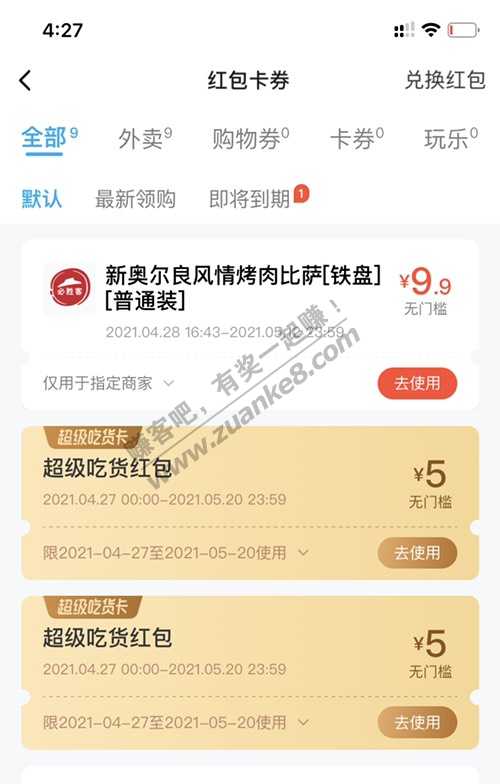 4:27
红包卡券
兑换红包
全部9
外卖9
购物券0
卡券0
玩乐0
默认
最新领购
即将到期
1
必胜客
新奥尔良风情烤肉比萨[铁盘]
[普通装]
¥9.9
无门槛
2021.04.28 16:43-2021.05.12 23:59
仅用于指定商家
去使用
赚客吧，有奖一起赚！
www.zuanke8.com
超级吃货卡
超级吃货红包
¥5
2021.04.27 00:00-2021.05.20 23:59
无门槛
限2021-04-27至2021-05-20使用
去使用
超级吃货卡
超级吃货红包
¥5
2021.04.27 00:00-2021.05.20 23:59
无门槛
限2021-04-27至2021-05-20使用
去使用